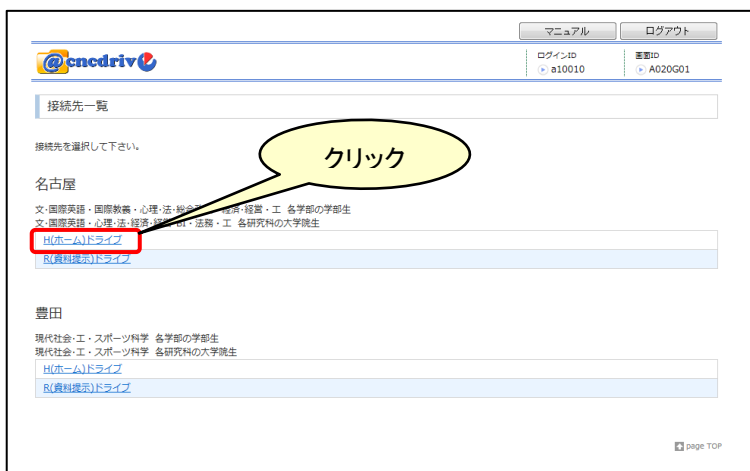 マニュアル ログアウト
@cncdrive
ログインID 画面ID
a10010 A020G01
接続先一覧
接続先を選択して下さい。
クリック
名古屋
文・国際英語・国際教養・心理・法・総合 経済・経営・工 各学部の学部生
文・国際英語・心理・法・経済・経営 ・法務・工 各研究科の大学院生
H(ホーム)ドライブ
R(資料提示)ドライブ
豊田
現代社会・工・スポーツ科学 各学部の学部生
現代社会・工・スポーツ科学 各研究科の大学院生
H(ホーム)ドライブ
R(資料提示)ドライブ
page TOP